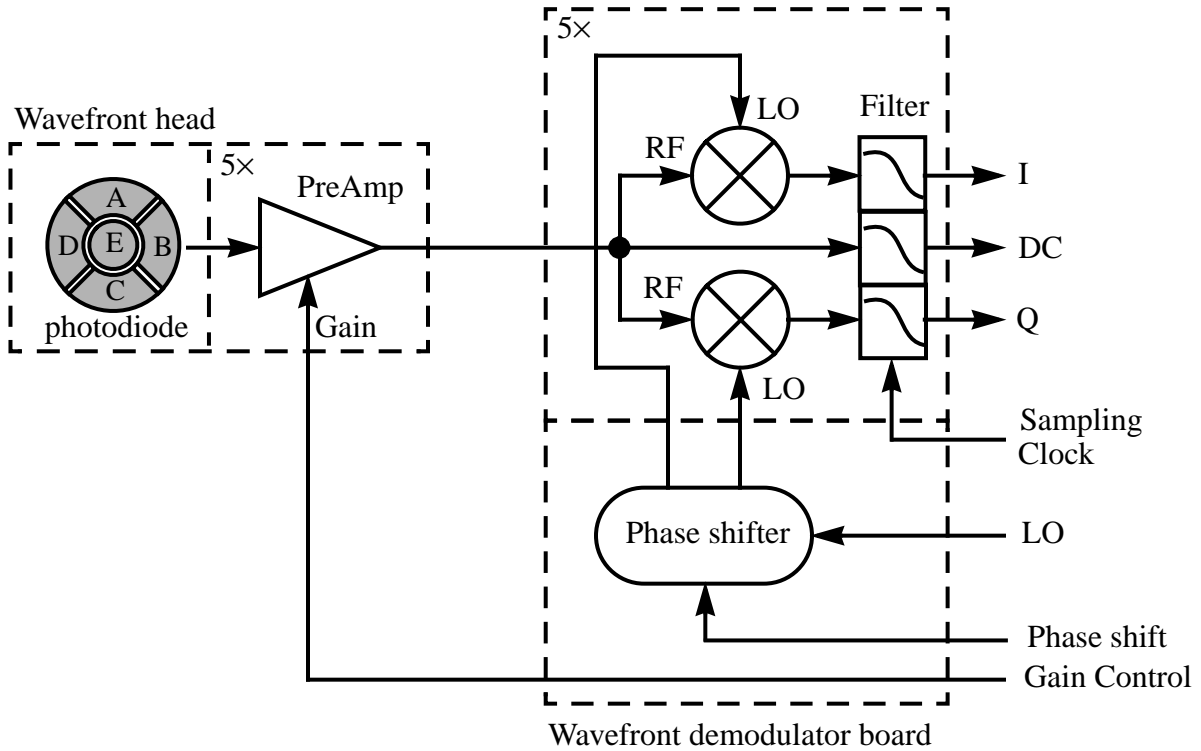 5×
LO
Filter
Wavefront head
5×
RF
PreAmp
I
A
D
E
B
C
DC
RF
photodiode
Gain
Q
LO
Sampling
Clock
Phase shifter
LO
Phase shift
Gain Control
Wavefront demodulator board